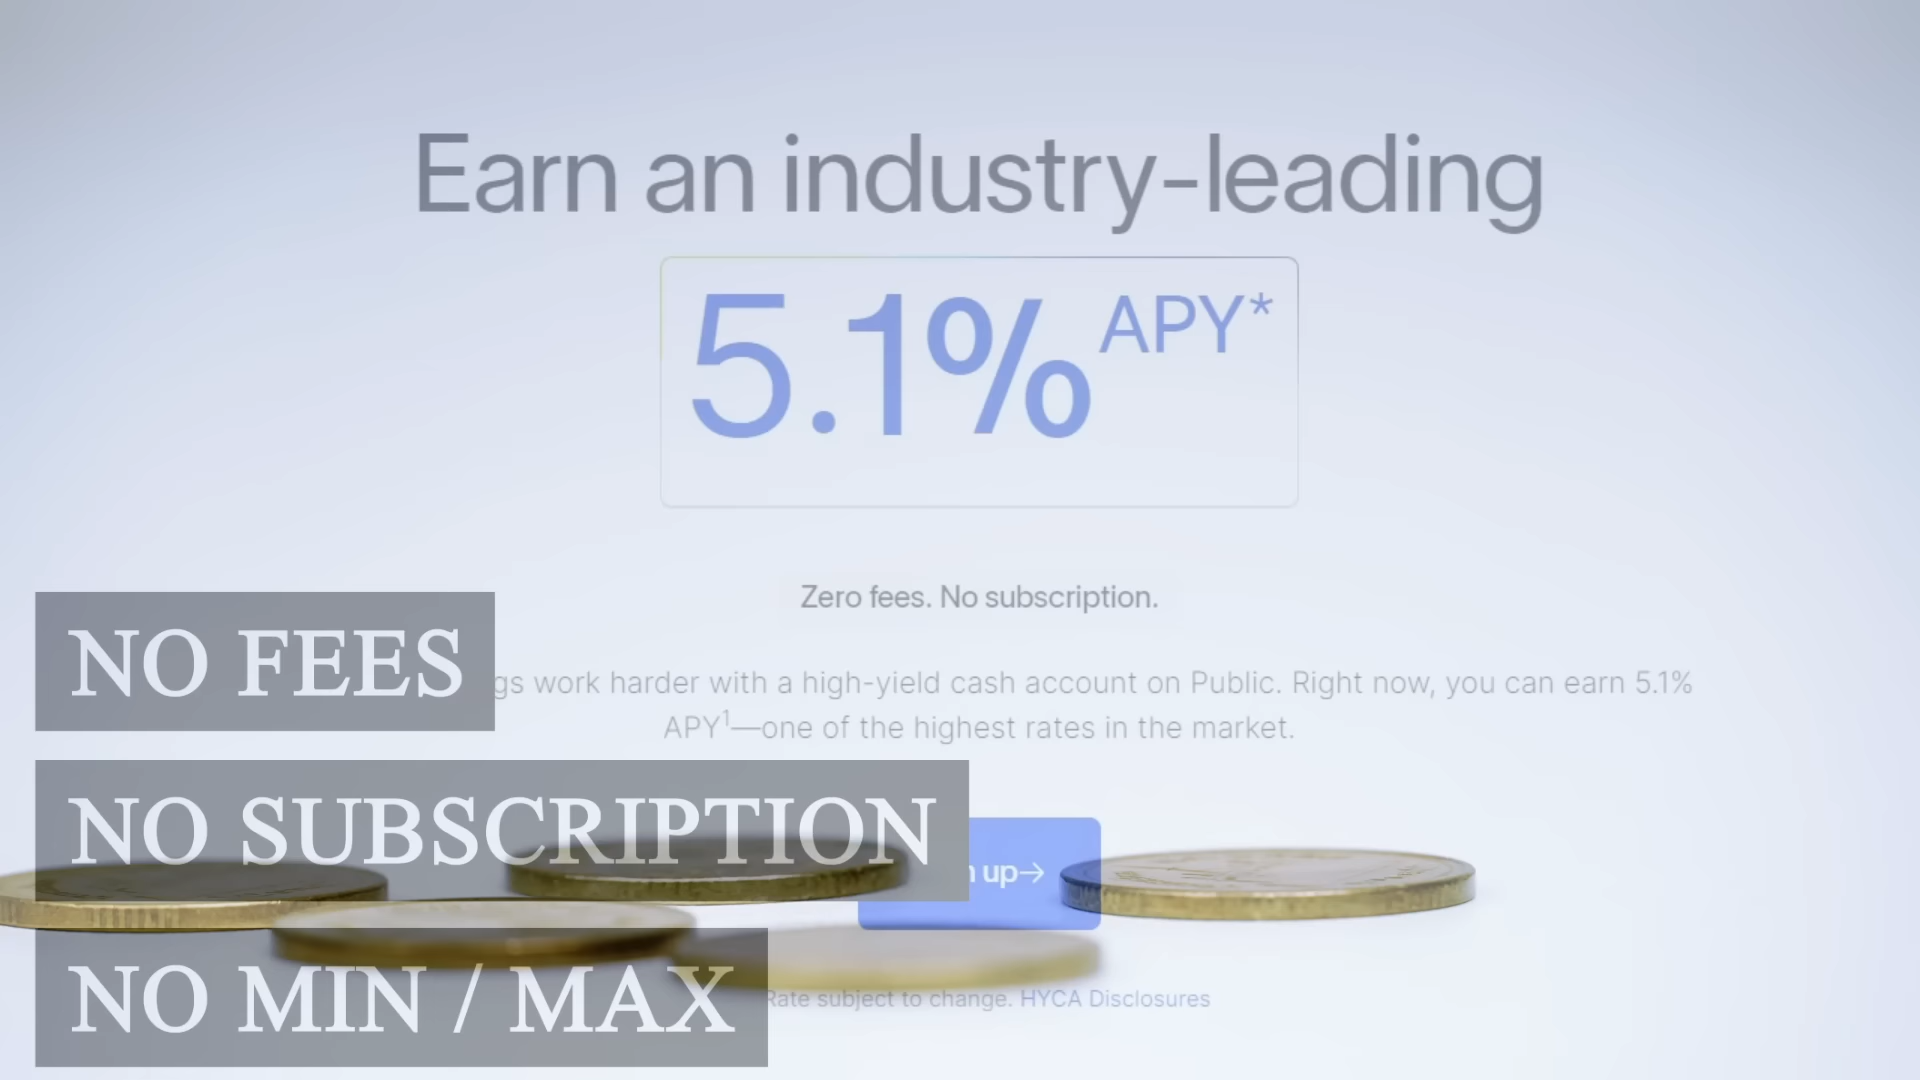 Earn an industry-leading
5.1% APY*
Zero fees. No subscription.
work harder with a high-yield cash account on Public. Right now, you can earn 5.1%
APY¹—one of the highest rates in the market.
up→
Rate subject to change. HYCA Disclosures
NO FEES
NO SUBSCRIPTION
NO MIN / MAX